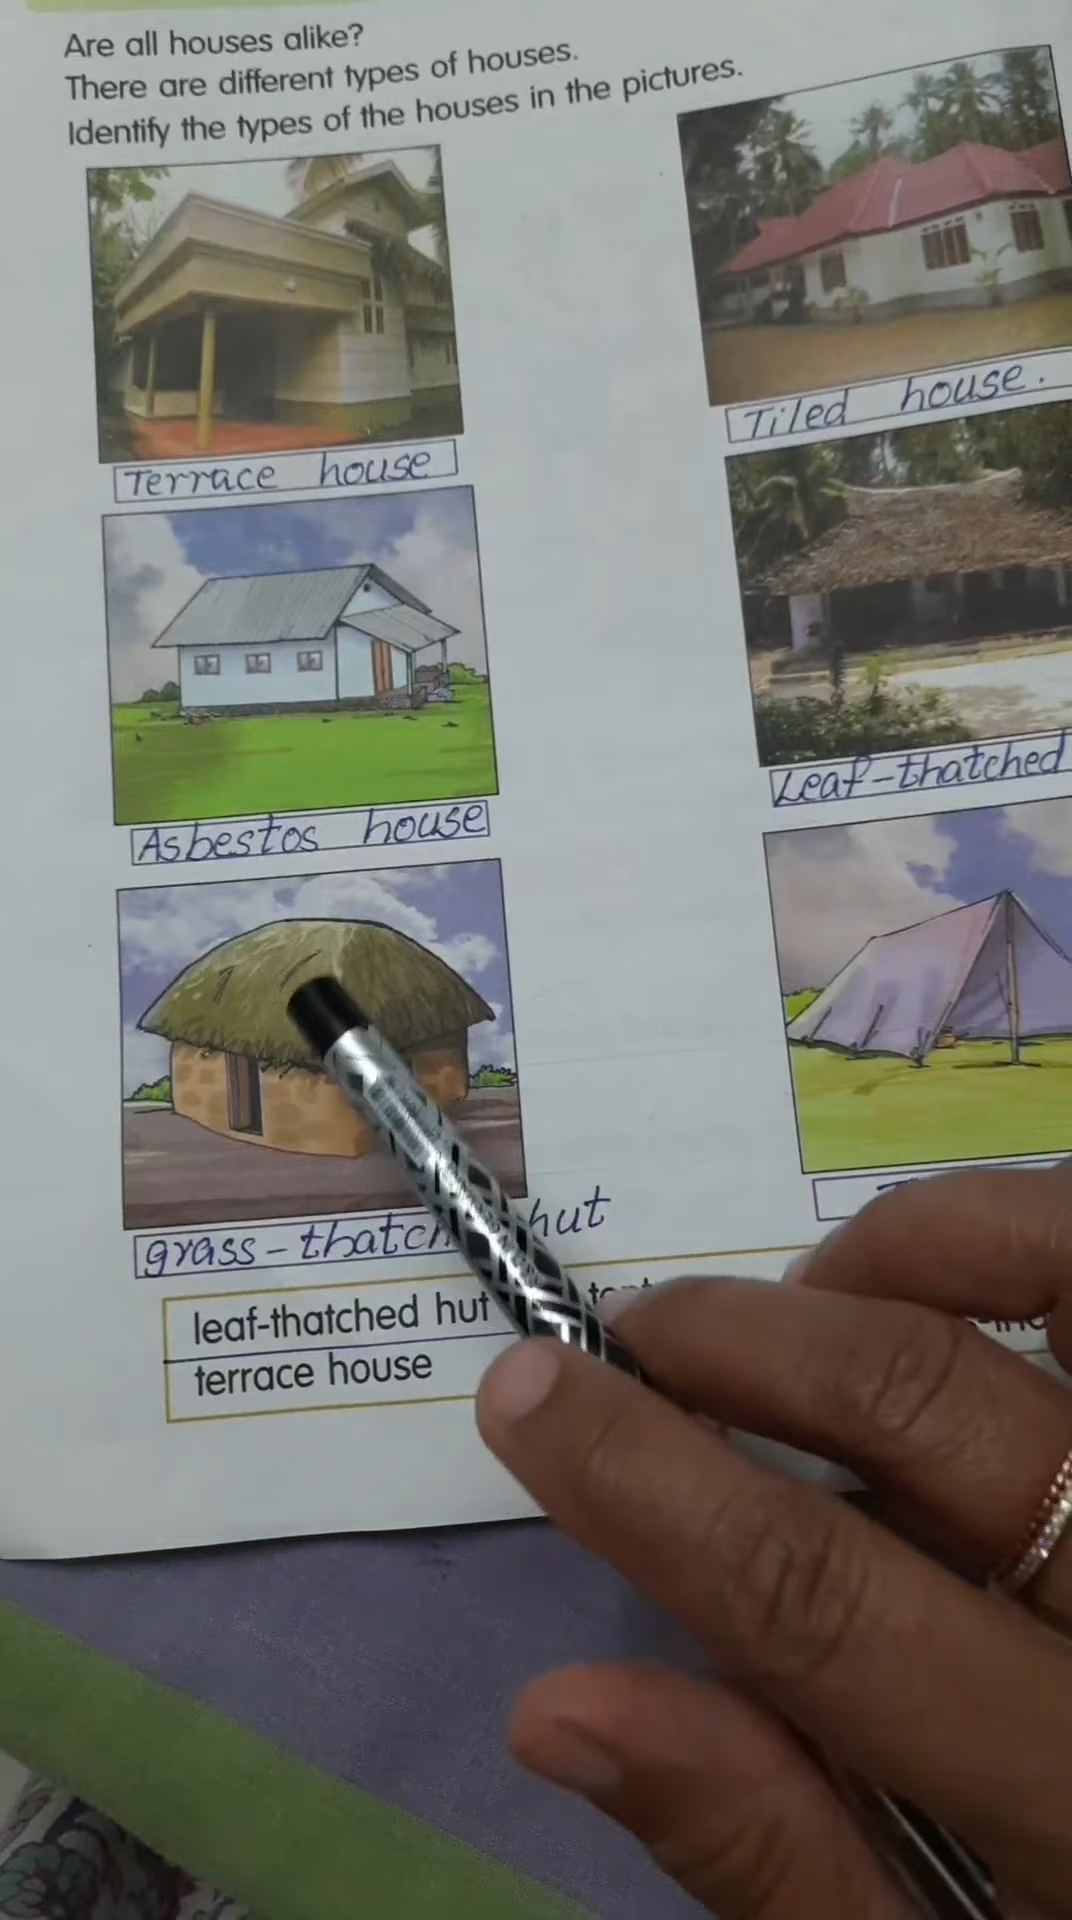 Are all houses alike?
There are different types of houses.
Identify the types of the houses in the pictures.
Terrace house
Tiled house.
Asbestos house
Leaf-thatched
grass-thatch hut
leaf-thatched hut
terrace house